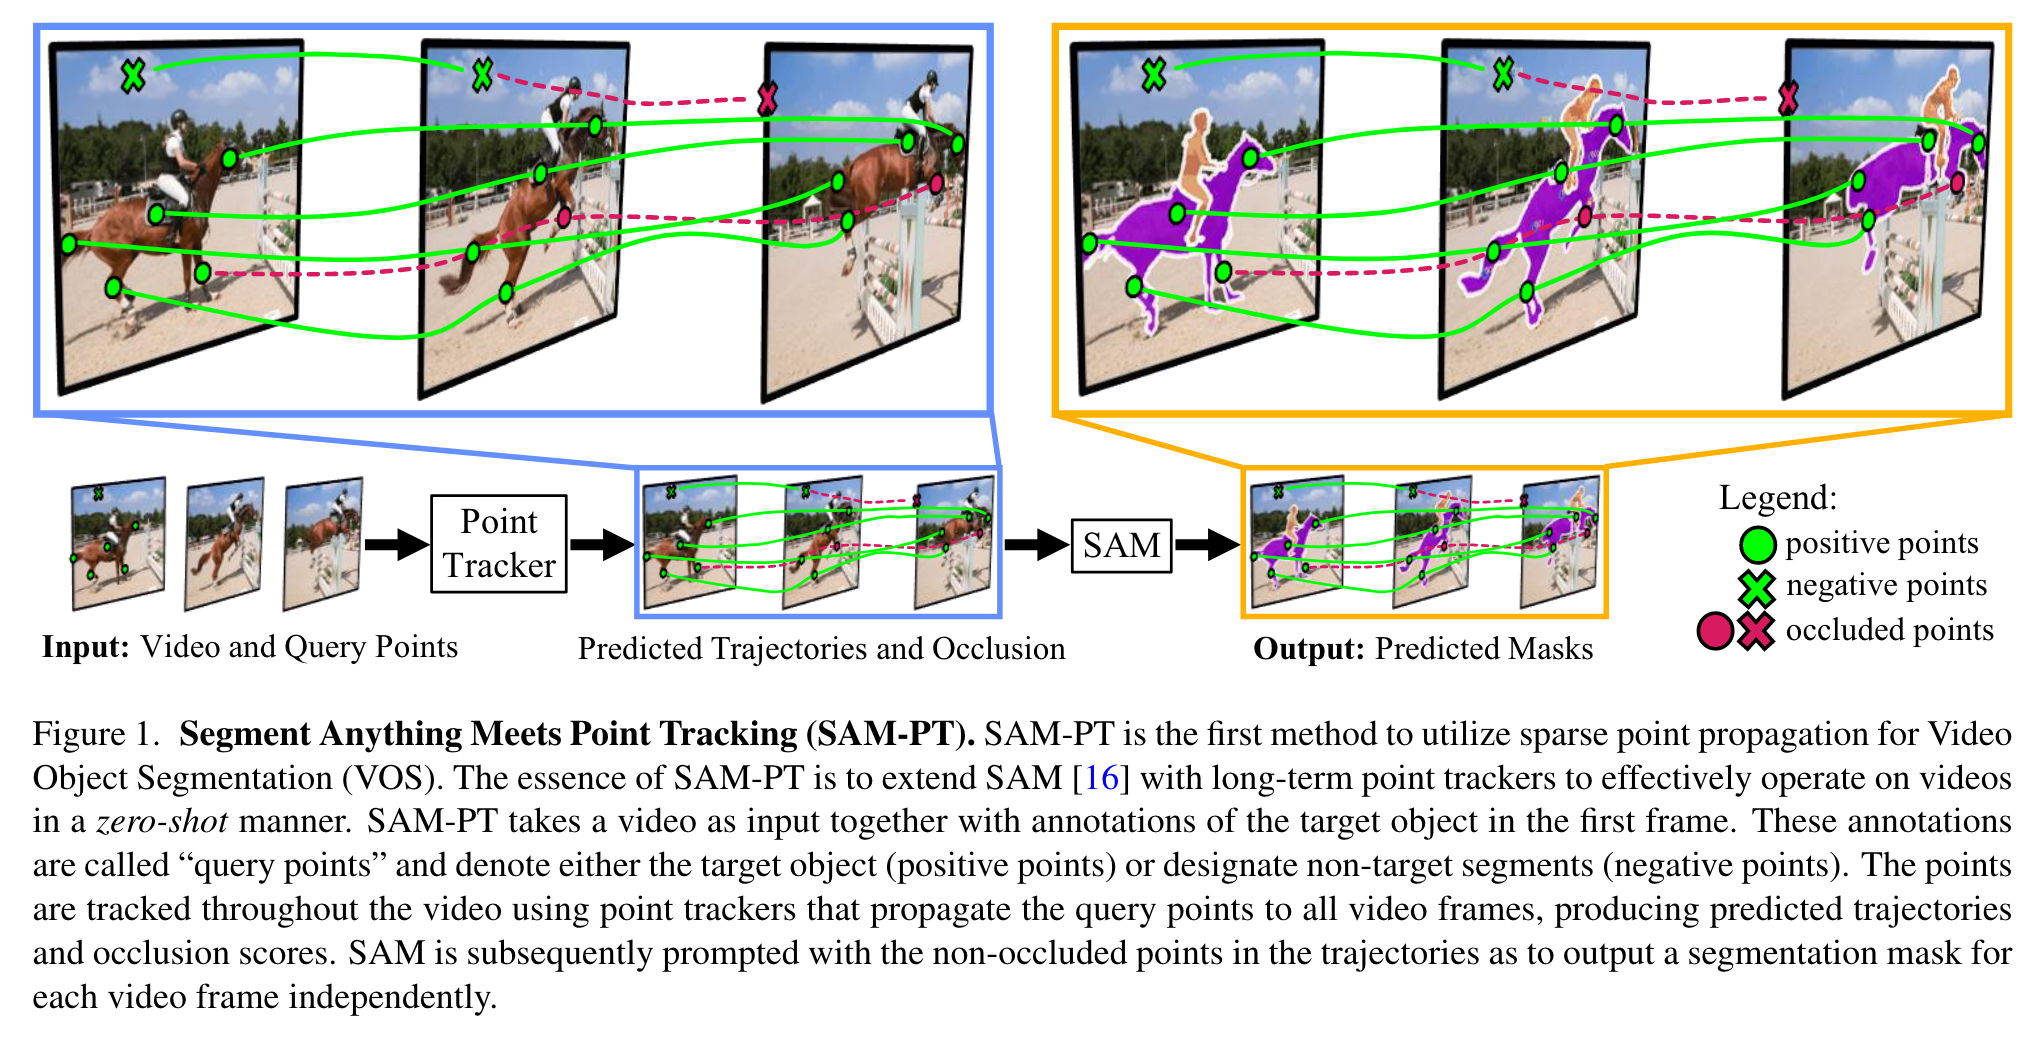 Point
Tracker
SAM
Legend:
positive points
negative points
occluded points
Input: Video and Query Points
Predicted Trajectories and Occlusion
Output: Predicted Masks
Figure 1. Segment Anything Meets Point Tracking (SAM-PT). SAM-PT is the first method to utilize sparse point propagation for Video
Object Segmentation (VOS). The essence of SAM-PT is to extend SAM [16] with long-term point trackers to effectively operate on videos
in a zero-shot manner. SAM-PT takes a video as input together with annotations of the target object in the first frame. These annotations
are called “query points” and denote either the target object (positive points) or designate non-target segments (negative points). The points
are tracked throughout the video using point trackers that propagate the query points to all video frames, producing predicted trajectories
and occlusion scores. SAM is subsequently prompted with the non-occluded points in the trajectories as to output a segmentation mask for
each video frame independently.